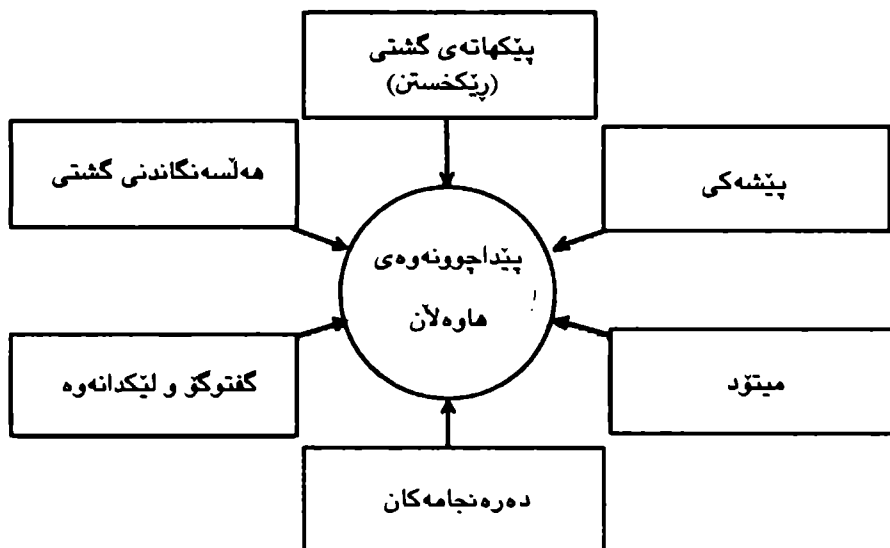 پێکهاتەی گشتی
(ڕێکخستن)
هەڵسەنگاندنی گشتی
پێشەکی
پێداچوونەوەی
هاوەڵان
گفتوگۆ و لێکدانەوە
میتۆد
دەرەنجامەکان